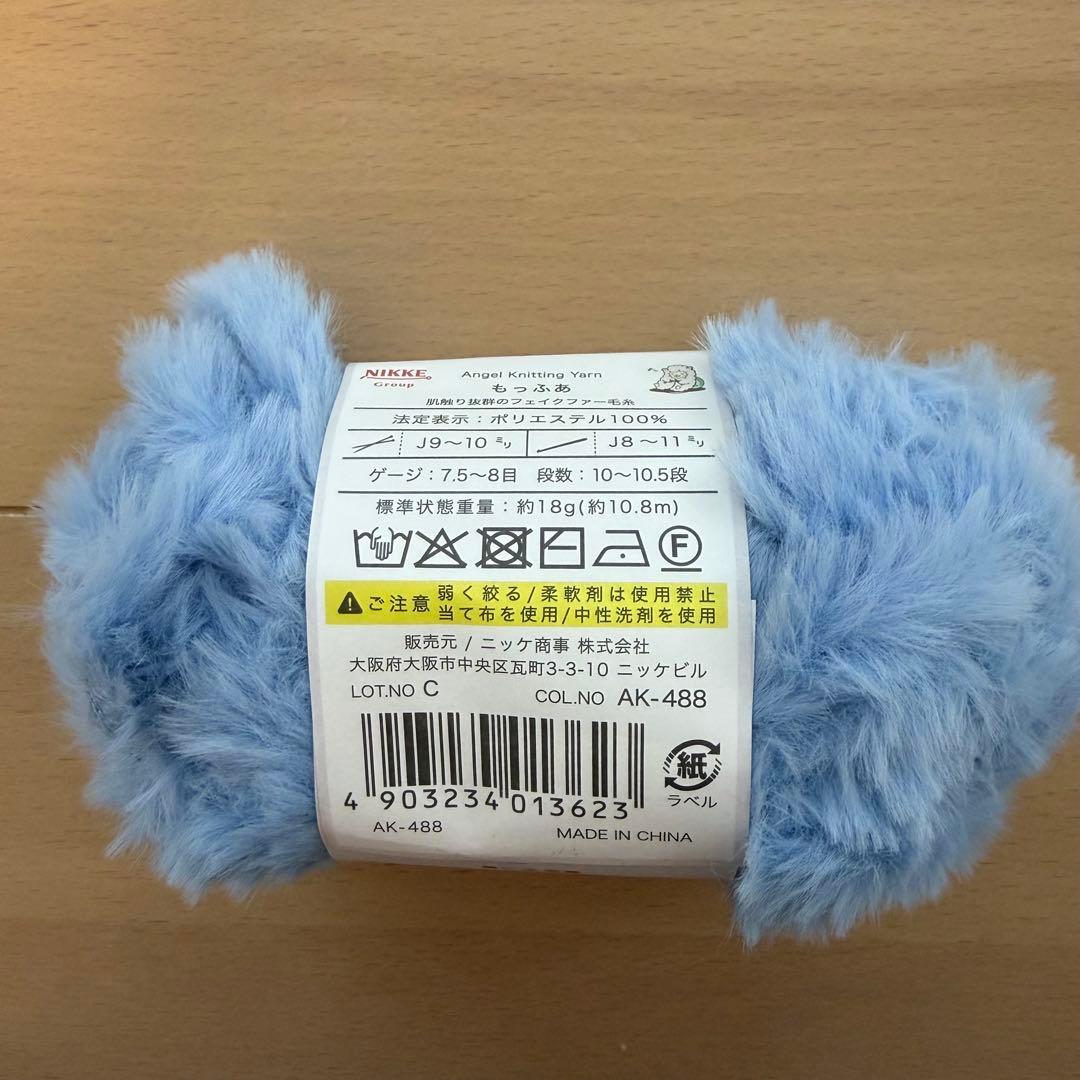 NIKKE Group
Angel Knitting Yarn
もっふあ
肌触り抜群のフェイクファー毛糸
法定表示：ポリエステル100%
J9〜10ミリ J8〜11ミリ
ゲージ：7.5〜8目 段数：10〜10.5段
標準状態重量：約18g(約10.8m)
F
ご注意
弱く絞る/柔軟剤は使用禁止
当て布を使用/中性洗剤を使用
販売元 / ニッケ商事 株式会社
大阪府大阪市中央区瓦町3-3-10 ニッケビル
LOT.NO C COL.NO AK-488
紙
ラベル
4 903234 013623
AK-488 MADE IN CHINA